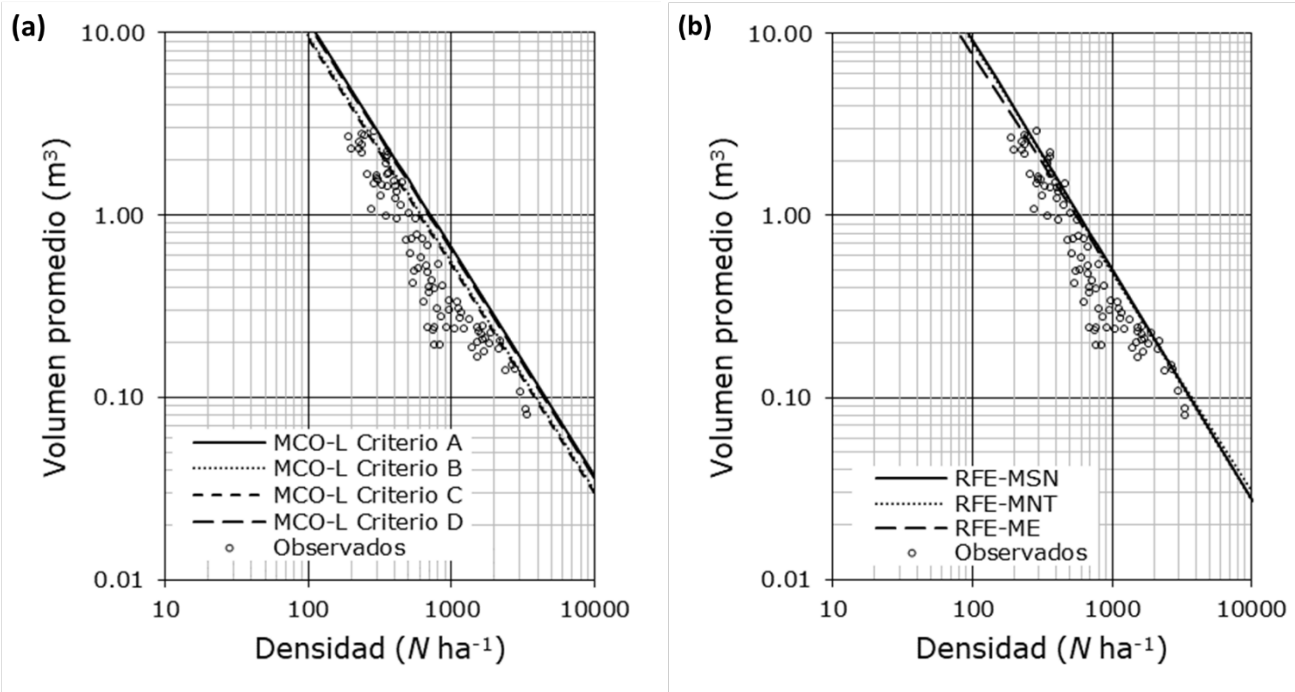 (a)
10.00
1.00
0.10
0.01
Volumen promedio (m³)
MCO-L Criterio A
MCO-L Criterio B
MCO-L Criterio C
MCO-L Criterio D
Observados
10 100 1000 10000
Densidad (N ha⁻¹)
(b)
10.00
1.00
0.10
0.01
Volumen promedio (m³)
RFE-MSN
RFE-MNT
RFE-ME
Observados
10 100 1000 10000
Densidad (N ha⁻¹)